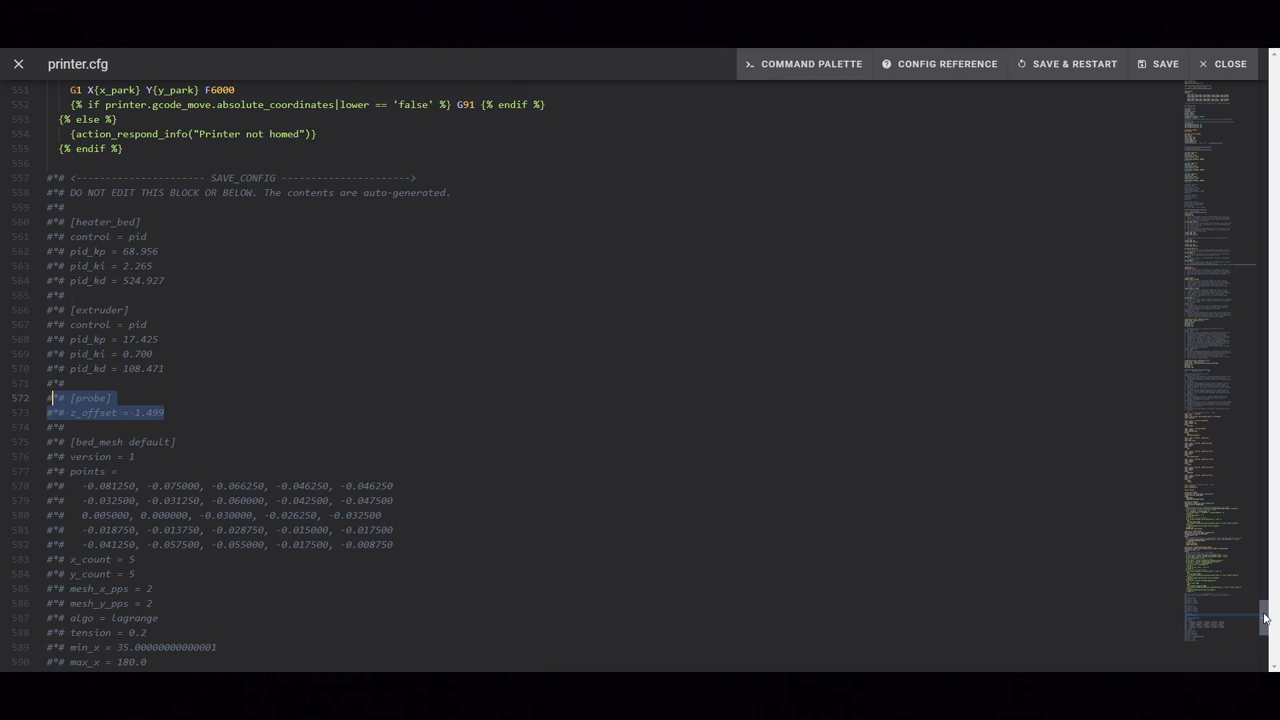 printer.cfg
COMMAND PALETTE
CONFIG REFERENCE
SAVE & RESTART
SAVE
CLOSE
551 G1 X{x_park} Y{y_park} F6000
552 {% if printer.gcode_move.absolute_coordinates|lower == 'false' %} G91 {% endif %}
553 {% else %}
554 {action_respond_info("Printer not homed")}
555 {% endif %}
556
557 #*# <---------------------- SAVE_CONFIG ---------------------->
558 #*# DO NOT EDIT THIS BLOCK OR BELOW. The contents are auto-generated.
559 #*#
560 #*# [heater_bed]
561 #*# control = pid
562 #*# pid_kp = 68.956
563 #*# pid_ki = 2.265
564 #*# pid_kd = 524.927
565 #*#
566 #*# [extruder]
567 #*# control = pid
568 #*# pid_kp = 17.425
569 #*# pid_ki = 0.700
570 #*# pid_kd = 108.471
571 #*#
572 #*# [probe]
573 #*# z_offset = 1.499
574 #*#
575 #*# [bed_mesh default]
576 #*# version = 1
577 #*# points =
578 #*# -0.081250, -0.075000, -0.066250, -0.046250, -0.046250
579 #*# -0.032500, -0.031250, -0.060000, -0.042500, -0.047500
580 #*# 0.005000, 0.000000, -0.030000, -0.026250, -0.032500
581 #*# -0.018750, -0.013750, -0.028750, -0.015000, -0.017500
582 #*# -0.041250, -0.057500, -0.055000, -0.017500, -0.008750
583 #*# x_count = 5
584 #*# y_count = 5
585 #*# mesh_x_pps = 2
586 #*# mesh_y_pps = 2
587 #*# algo = lagrange
588 #*# tension = 0.2
589 #*# min_x = 35.00000000000001
590 #*# max_x = 180.0